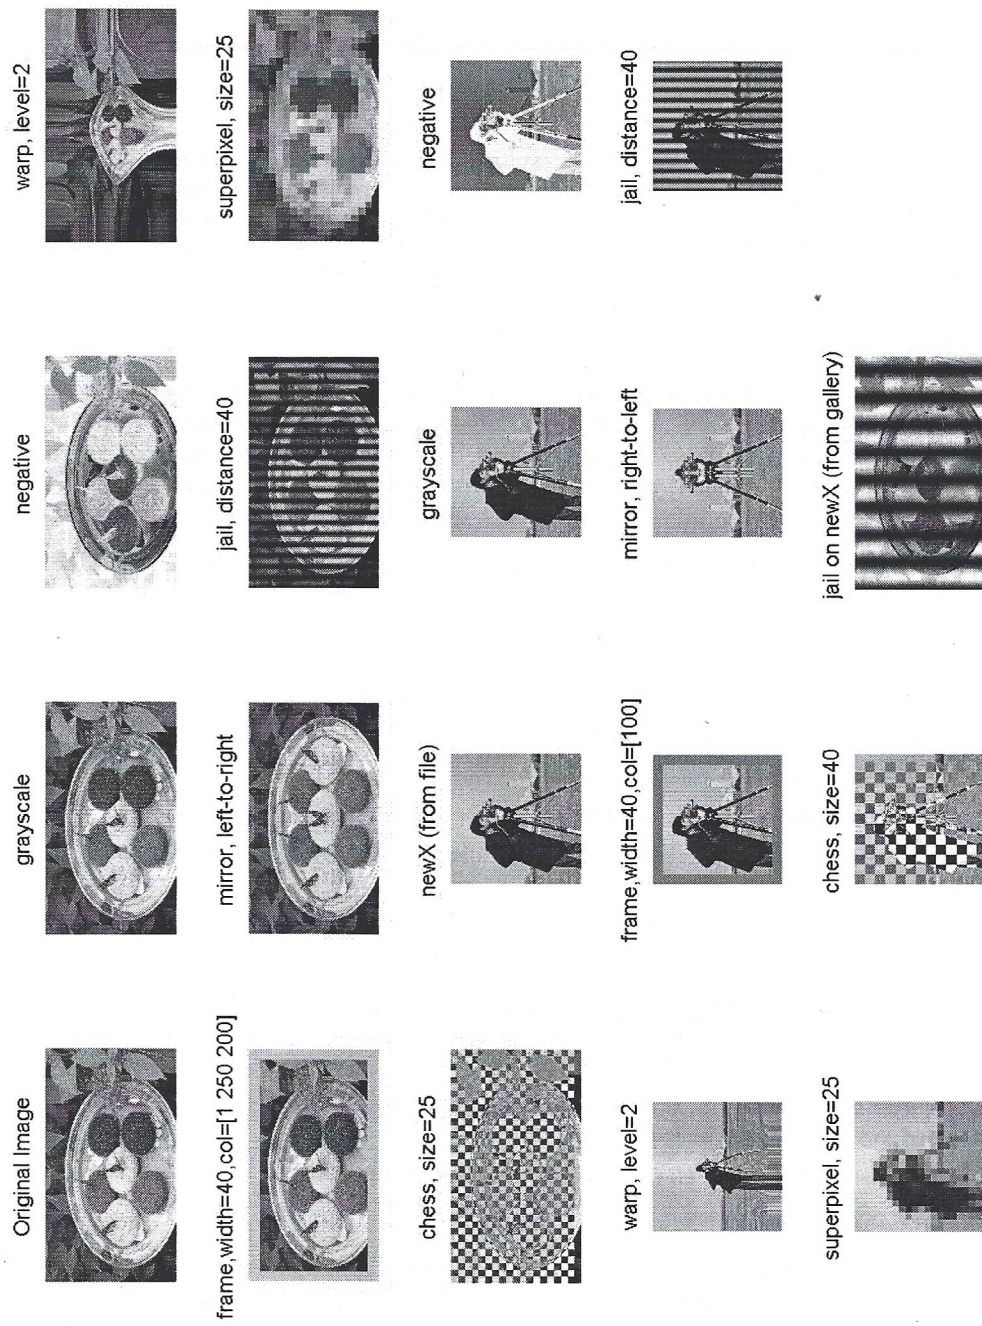 Original Image
grayscale
negative
warp, level=2
frame,width=40,col=[1 250 200]
mirror, left-to-right
jail, distance=40
superpixel, size=25
chess, size=25
newX (from file)
grayscale
negative
warp, level=2
frame,width=40,col=[100]
mirror, right-to-left
jail, distance=40
superpixel, size=25
chess, size=40
jail on newX (from gallery)